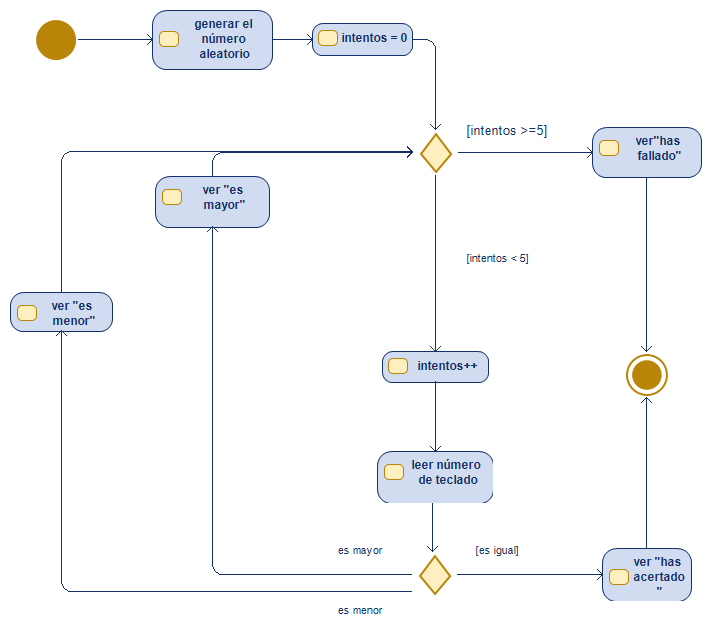 generar el
número
aleatorio
intentos = 0
[intentos >=5]
ver"has
fallado"
ver "es
mayor"
[intentos < 5]
ver "es
menor"
intentos++
leer número
de teclado
es mayor
[es igual]
ver "has
acertado
"
es menor